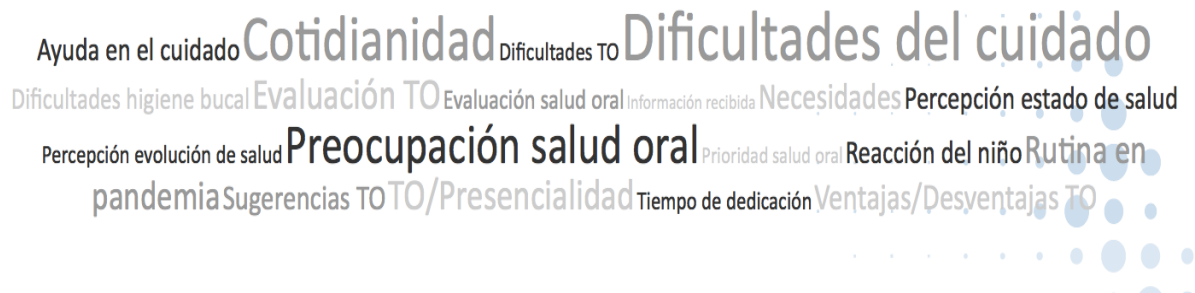 Ayuda en el cuidado Cotidianidad Dificultades TO Dificultades del cuidado
Dificultades higiene bucal Evaluación TO Evaluación salud oral Información recibida Necesidades Percepción estado de salud
Percepción evolución de salud Preocupación salud oral Prioridad salud oral Reacción del niño Rutina en
pandemia Sugerencias TO TO/Presencialidad Tiempo de dedicación Ventajas/Desventajas TO